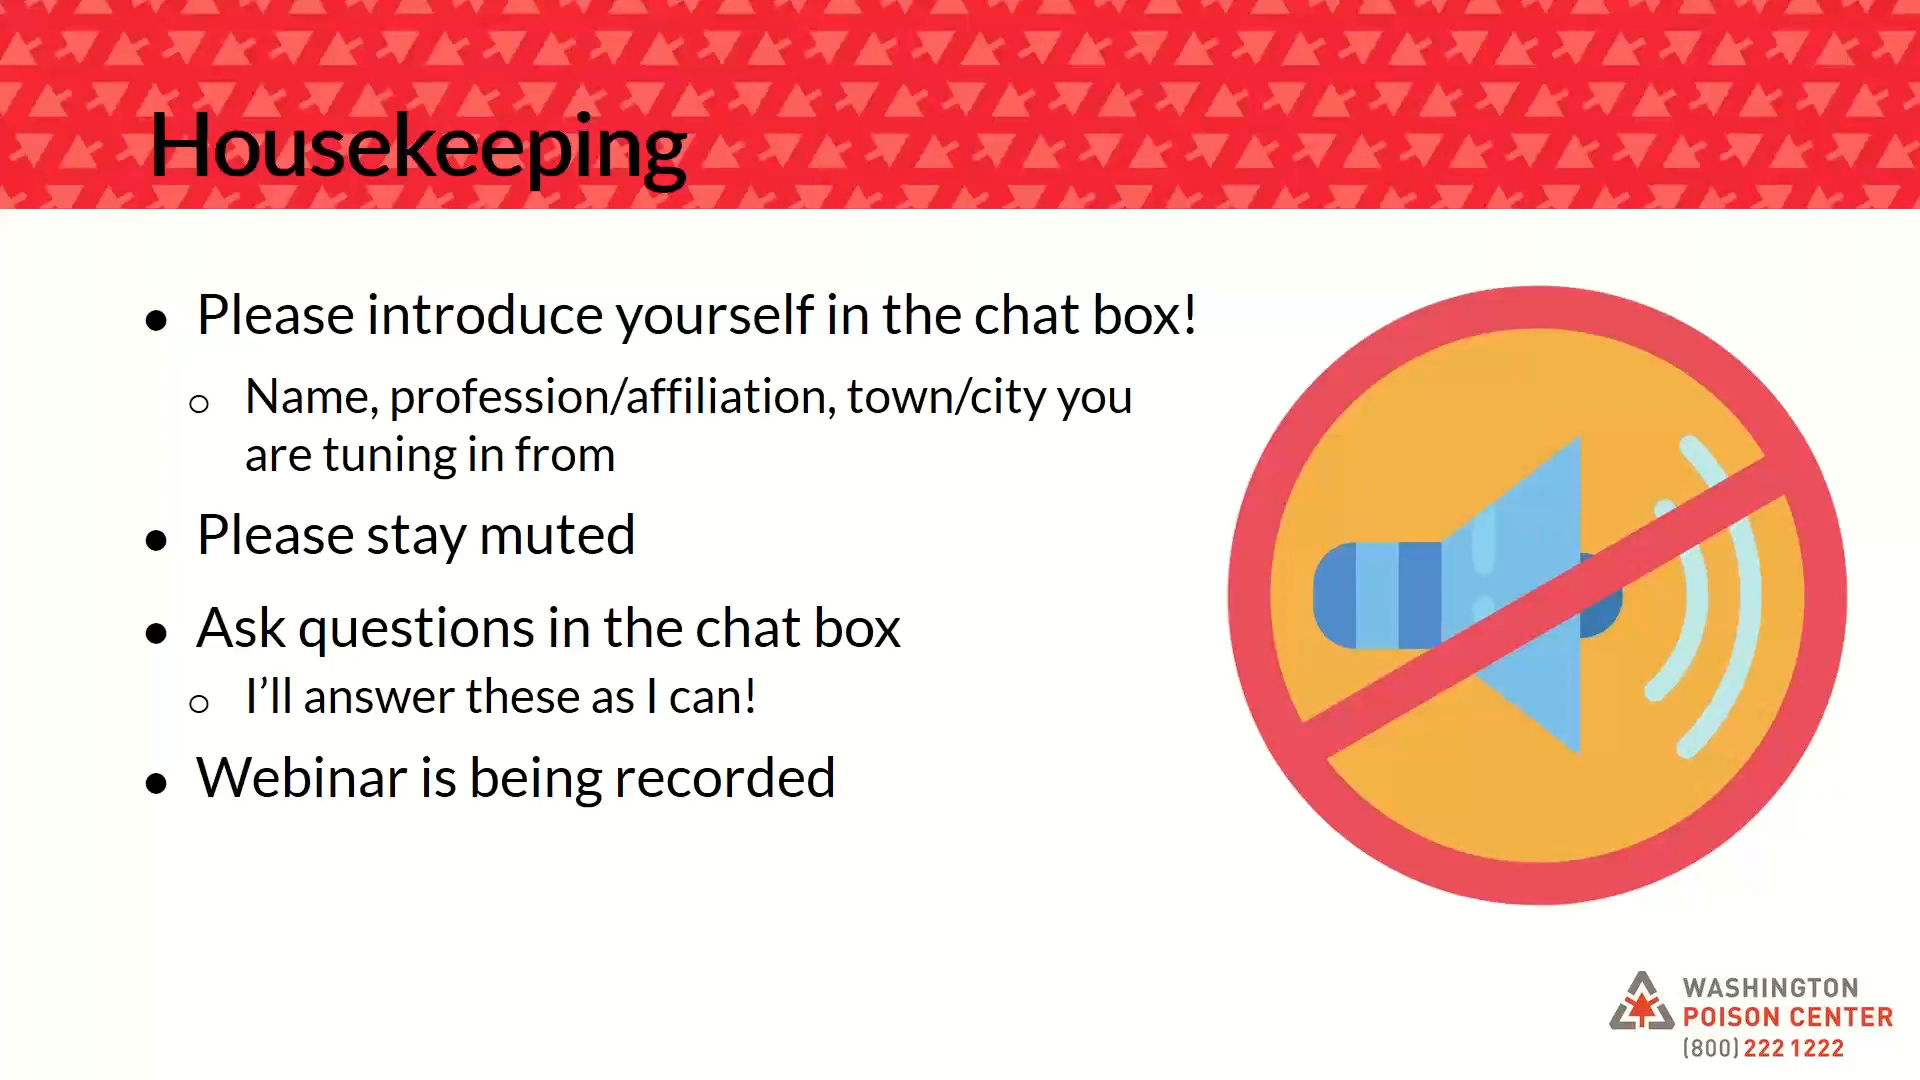 Housekeeping
● Please introduce yourself in the chat box!
○ Name, profession/affiliation, town/city you
are tuning in from
● Please stay muted
● Ask questions in the chat box
○ I’ll answer these as I can!
● Webinar is being recorded
WASHINGTON
POISON CENTER
(800) 222 1222